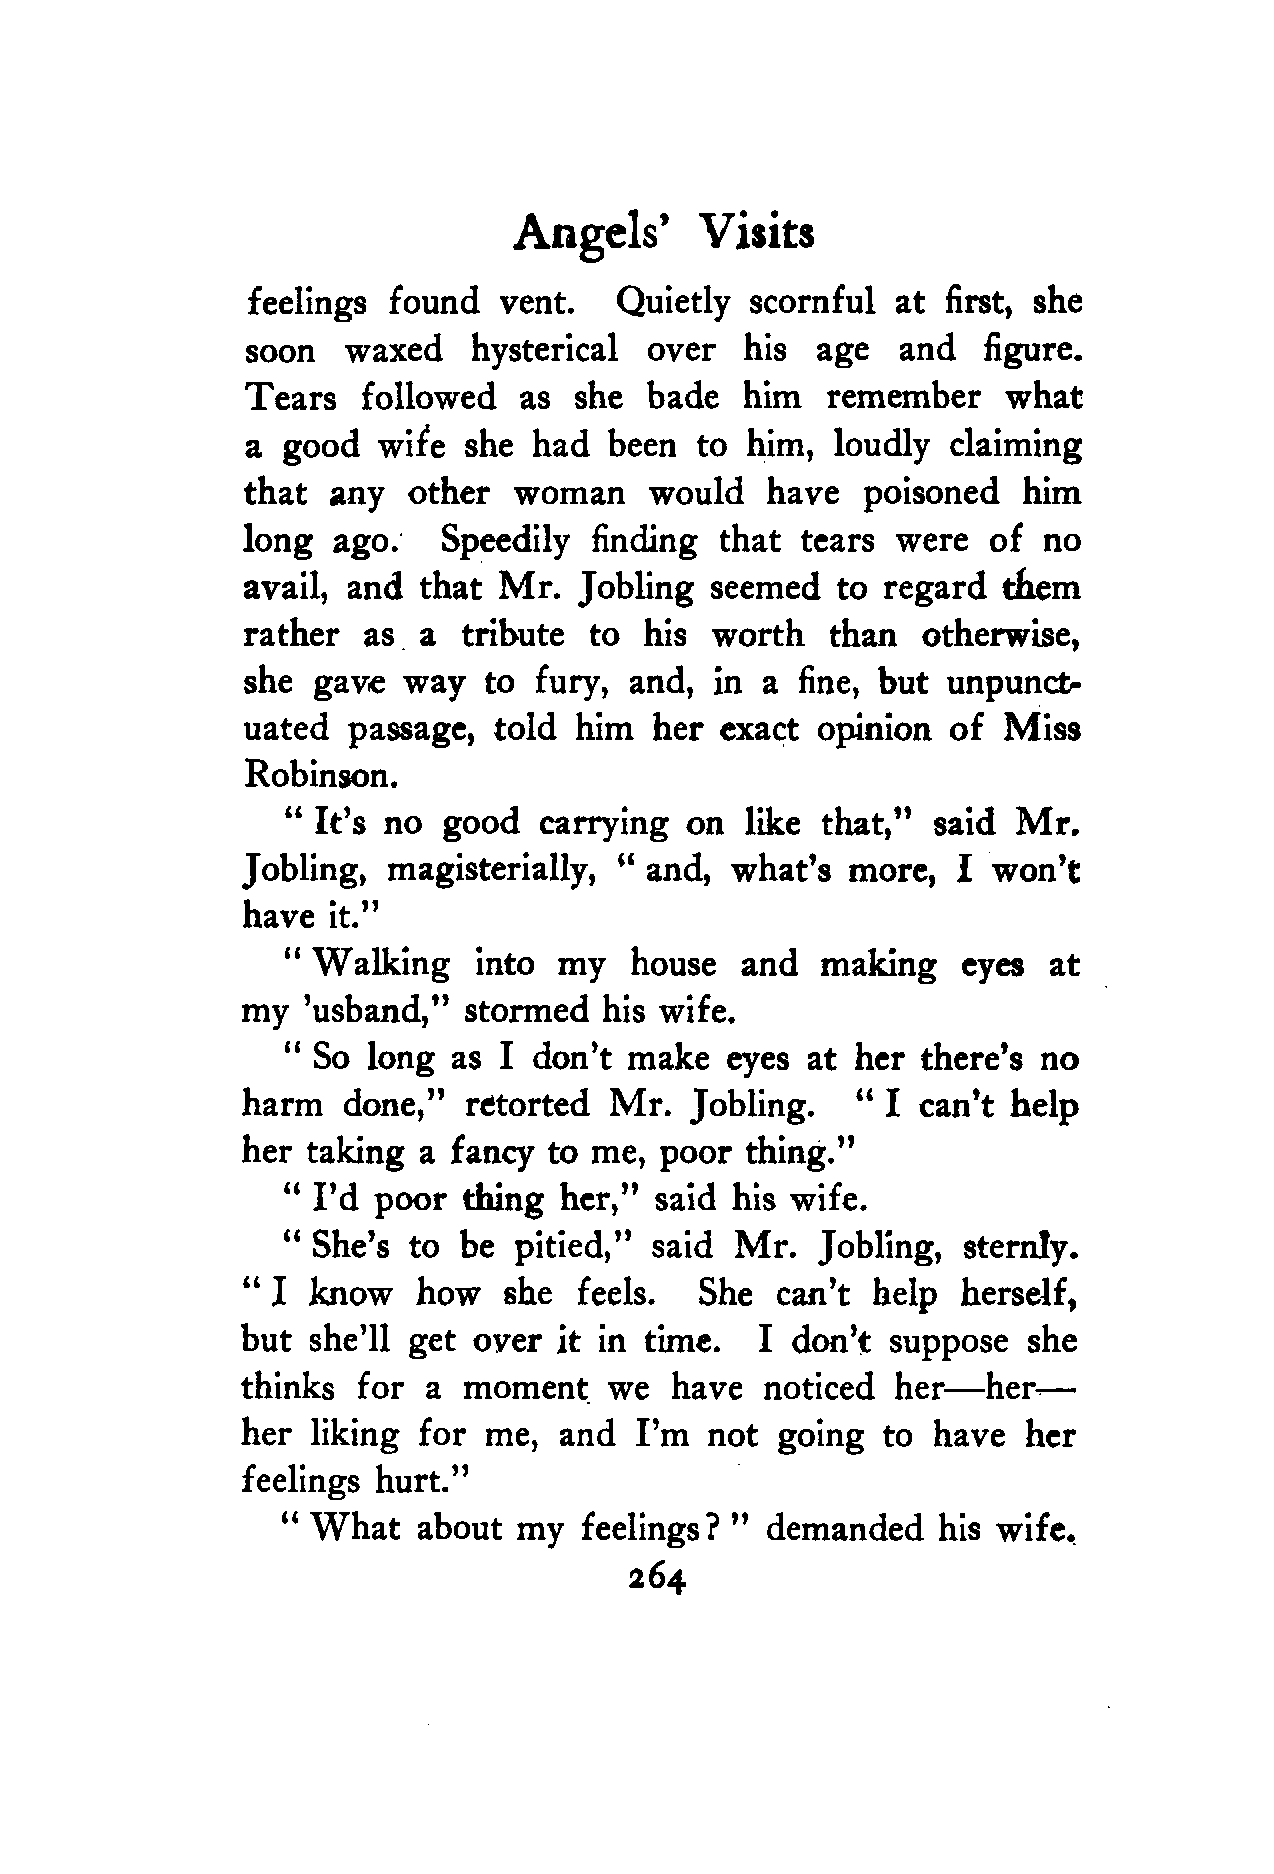 Angels' Visits
feelings found vent. Quietly scornful at first, she
soon waxed hysterical over his age and figure.
Tears followed as she bade him remember what
a good wife she had been to him, loudly claiming
that any other woman would have poisoned him
long ago. Speedily finding that tears were of no
avail, and that Mr. Jobling seemed to regard them
rather as a tribute to his worth than otherwise,
she gave way to fury, and, in a fine, but unpunct-
uated passage, told him her exact opinion of Miss
Robinson.
“ It's no good carrying on like that,” said Mr.
Jobling, magisterially, “ and, what's more, I won't
have it.”
“ Walking into my house and making eyes at
my 'usband,” stormed his wife.
“ So long as I don't make eyes at her there's no
harm done,” retorted Mr. Jobling. “ I can't help
her taking a fancy to me, poor thing.”
“ I'd poor thing her,” said his wife.
“ She's to be pitied,” said Mr. Jobling, sternly.
“ I know how she feels. She can't help herself,
but she'll get over it in time. I don't suppose she
thinks for a moment we have noticed her—her—
her liking for me, and I'm not going to have her
feelings hurt.”
“ What about my feelings? ” demanded his wife.
264